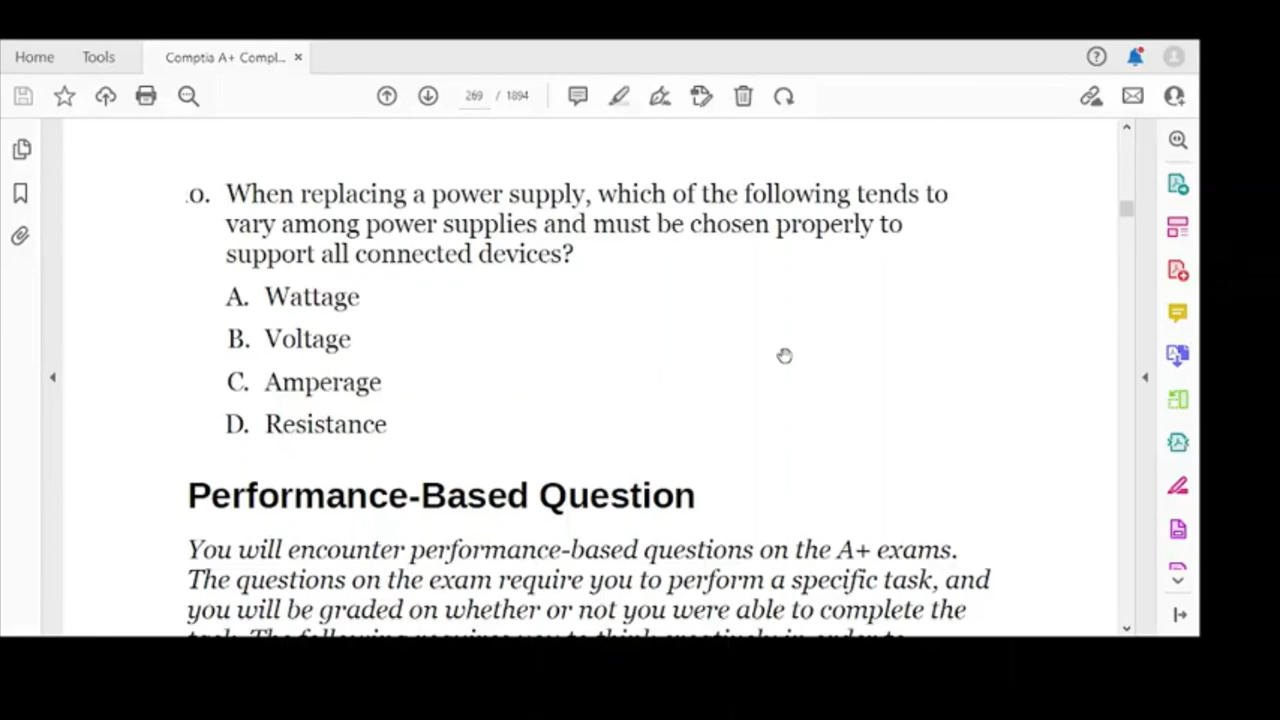 Home Tools Comptia A+ Compl... ×
269 / 1894
.0. When replacing a power supply, which of the following tends to
vary among power supplies and must be chosen properly to
support all connected devices?
A. Wattage
B. Voltage
C. Amperage
D. Resistance
Performance-Based Question
You will encounter performance-based questions on the A+ exams.
The questions on the exam require you to perform a specific task, and
you will be graded on whether or not you were able to complete the